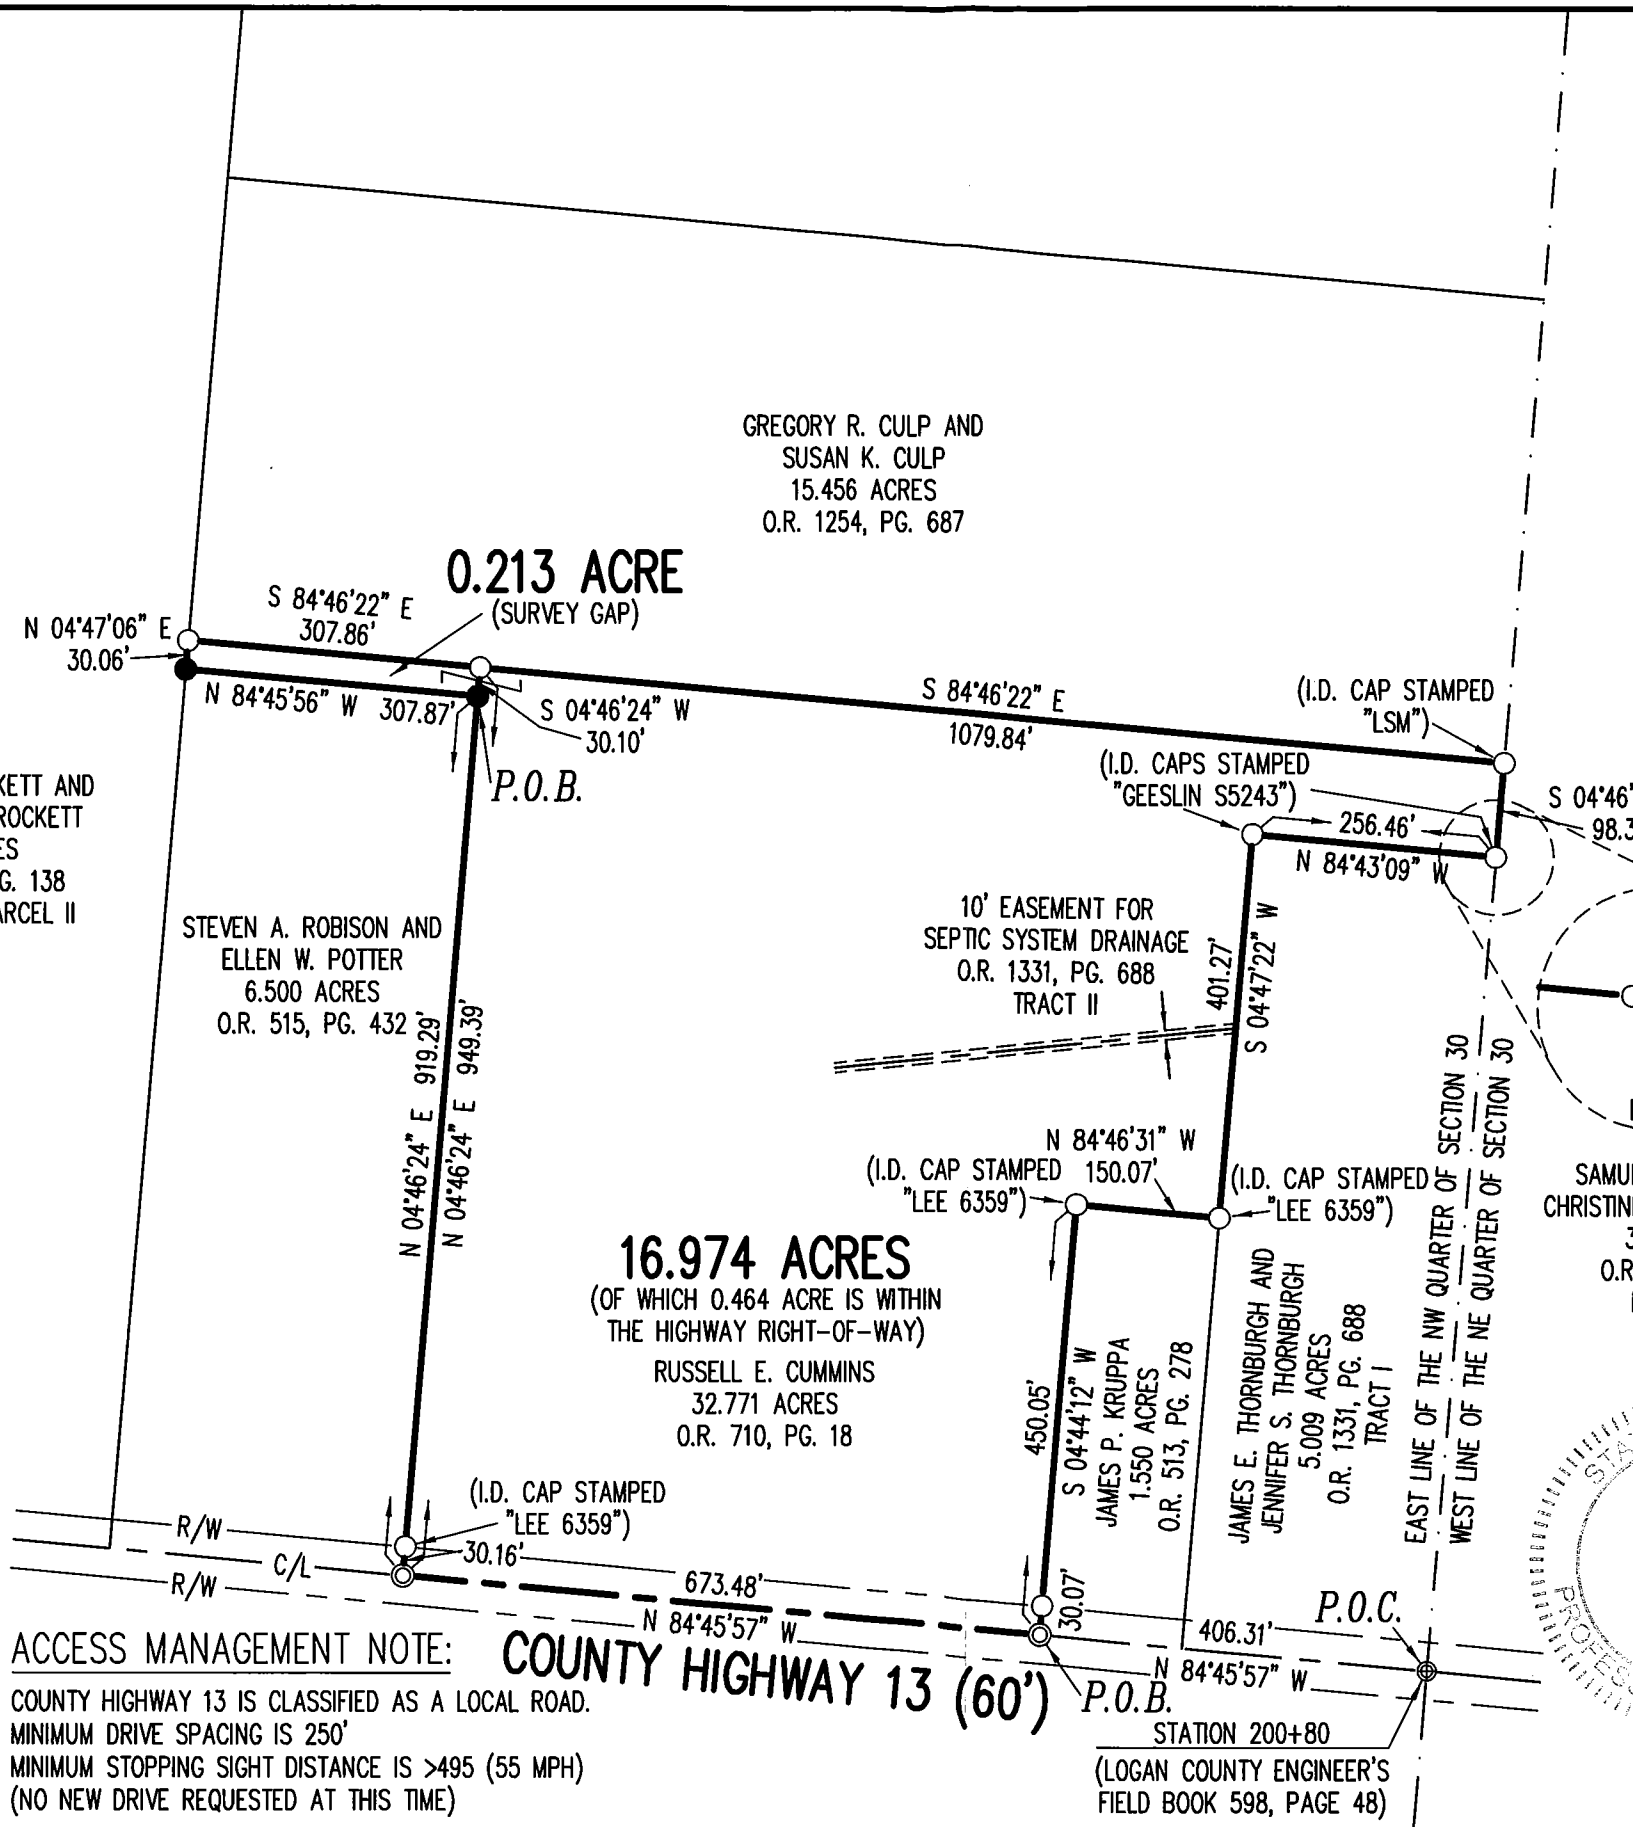 GREGORY R. CULP AND
SUSAN K. CULP
15.456 ACRES
O.R. 1254, PG. 687
0.213 ACRE
(SURVEY GAP)
S 84°46'22" E
307.86'
N 04°47'06" E
30.06'
N 84°45'56" W 307.87'
S 04°46'24" W
30.10'
P.O.B.
S 84°46'22" E
1079.84'
(I.D. CAP STAMPED
"LSM")
(I.D. CAPS STAMPED
"GEESLIN S5243")
256.46'
N 84°43'09" W
S 04°46'
98.3
KETT AND
ROCKETT
ES
G. 138
ARCEL II
STEVEN A. ROBISON AND
ELLEN W. POTTER
6.500 ACRES
O.R. 515, PG. 432
N 04°46'24" E 919.29'
N 04°46'24" E 949.39'
10' EASEMENT FOR
SEPTIC SYSTEM DRAINAGE
O.R. 1331, PG. 688
TRACT II
401.27'
S 04°47'22" W
N 84°46'31" W
150.07'
(I.D. CAP STAMPED
"LEE 6359")
(I.D. CAP STAMPED
"LEE 6359")
16.974 ACRES
(OF WHICH 0.464 ACRE IS WITHIN
THE HIGHWAY RIGHT-OF-WAY)
RUSSELL E. CUMMINS
32.771 ACRES
O.R. 710, PG. 18
450.05'
S 04°44'12" W
JAMES P. KRUPPA
1.550 ACRES
O.R. 513, PG. 278
JAMES E. THORNBURGH AND
JENNIFER S. THORNBURGH
5.009 ACRES
O.R. 1331, PG. 688
TRACT I
EAST LINE OF THE NW QUARTER OF SECTION 30
WEST LINE OF THE NE QUARTER OF SECTION 30
SAMU
CHRISTIN
3
O.R
STA
PROFES
(I.D. CAP STAMPED
"LEE 6359")
30.16'
R/W
C/L
R/W
673.48'
N 84°45'57" W
30.07'
406.31'
N 84°45'57" W
P.O.C.
P.O.B.
COUNTY HIGHWAY 13 (60')
STATION 200+80
(LOGAN COUNTY ENGINEER'S
FIELD BOOK 598, PAGE 48)
ACCESS MANAGEMENT NOTE:
COUNTY HIGHWAY 13 IS CLASSIFIED AS A LOCAL ROAD.
MINIMUM DRIVE SPACING IS 250'
MINIMUM STOPPING SIGHT DISTANCE IS >495 (55 MPH)
(NO NEW DRIVE REQUESTED AT THIS TIME)